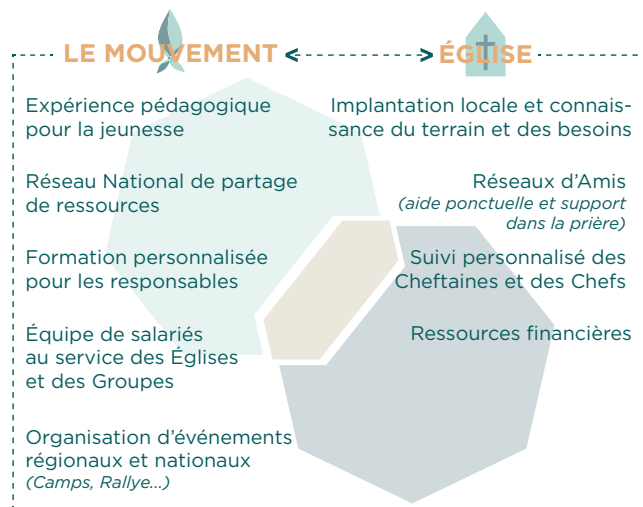 LE MOUVEMENT <-----> ÉGLISE
Expérience pédagogique
pour la jeunesse
Réseau National de partage
de ressources
Formation personnalisée
pour les responsables
Équipe de salariés
au service des Églises
et des Groupes
Organisation d’événements
régionaux et nationaux
(Camps, Rallye...)
Implantation locale et connais-
sance du terrain et des besoins
Réseaux d’Amis
(aide ponctuelle et support
dans la prière)
Suivi personnalisé des
Cheftaines et des Chefs
Ressources financières